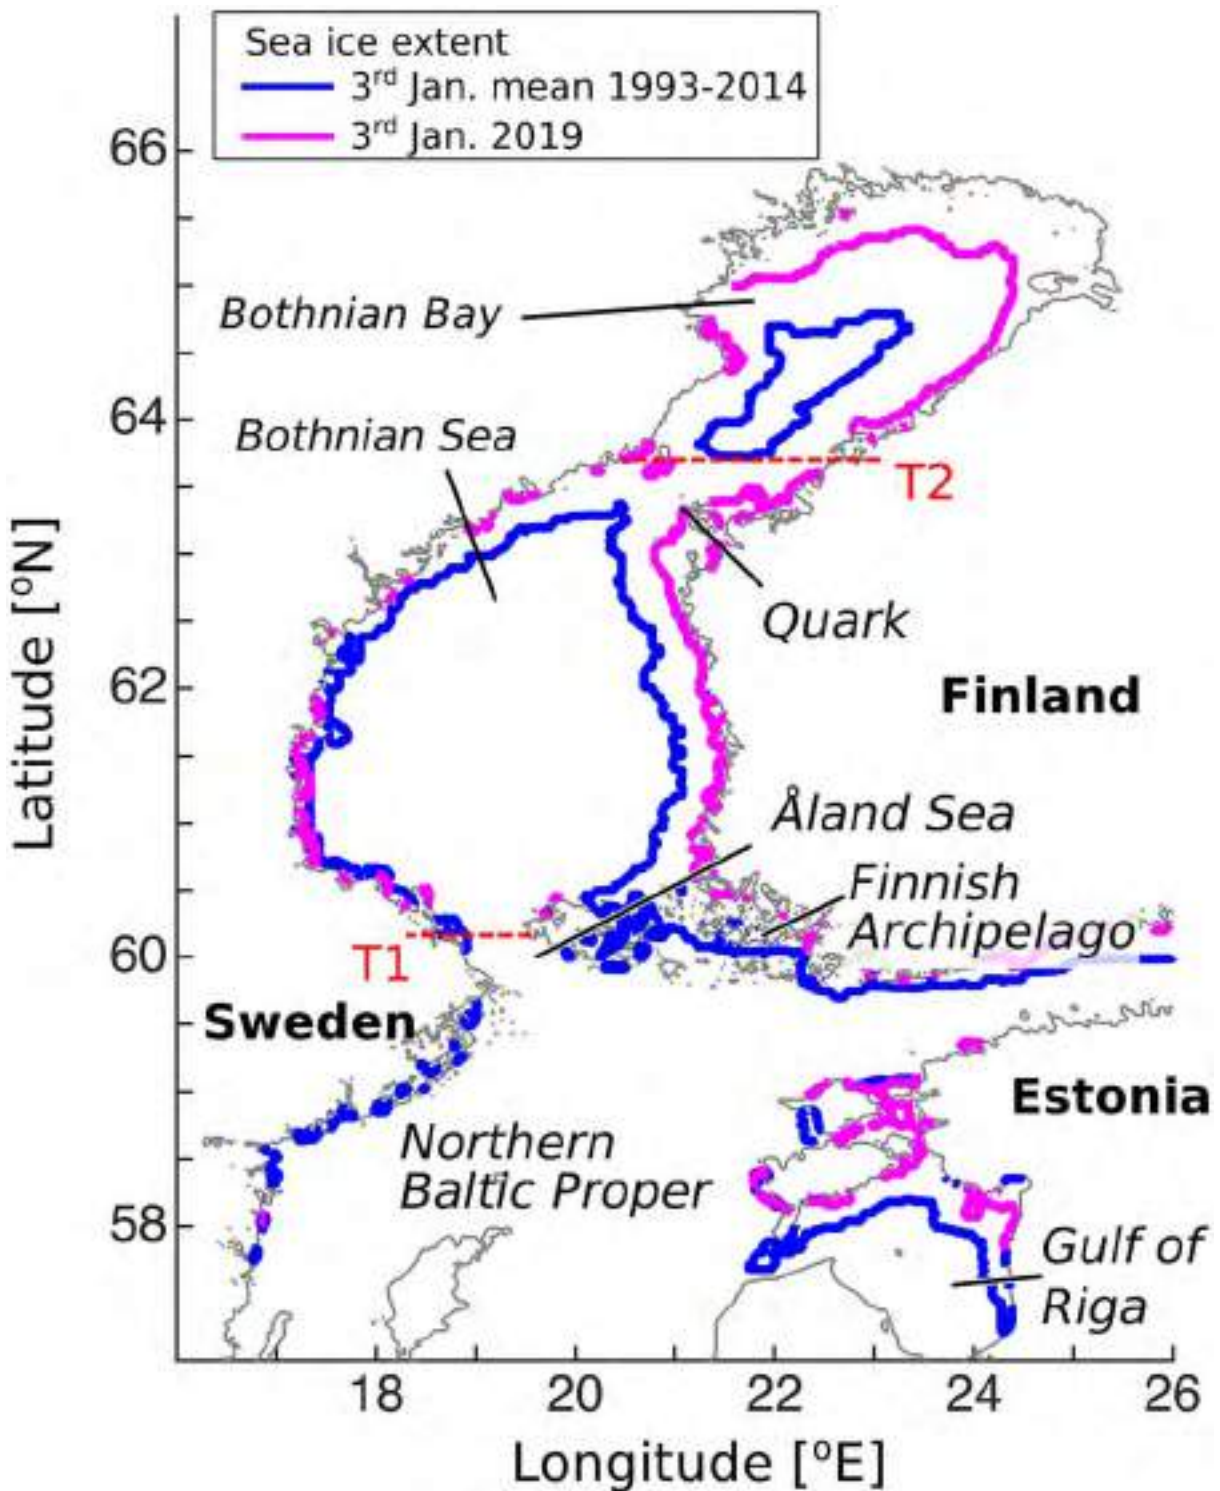 Sea ice extent
3rd Jan. mean 1993-2014
3rd Jan. 2019
66
Bothnian Bay
64
Bothnian Sea
T2
Quark
62
Finland
Åland Sea
Finnish
Archipelago
60
T1
Sweden
Estonia
Northern
Baltic Proper
58
Gulf of
Riga
18
20
22
24
26
Latitude [°N]
Longitude [°E]